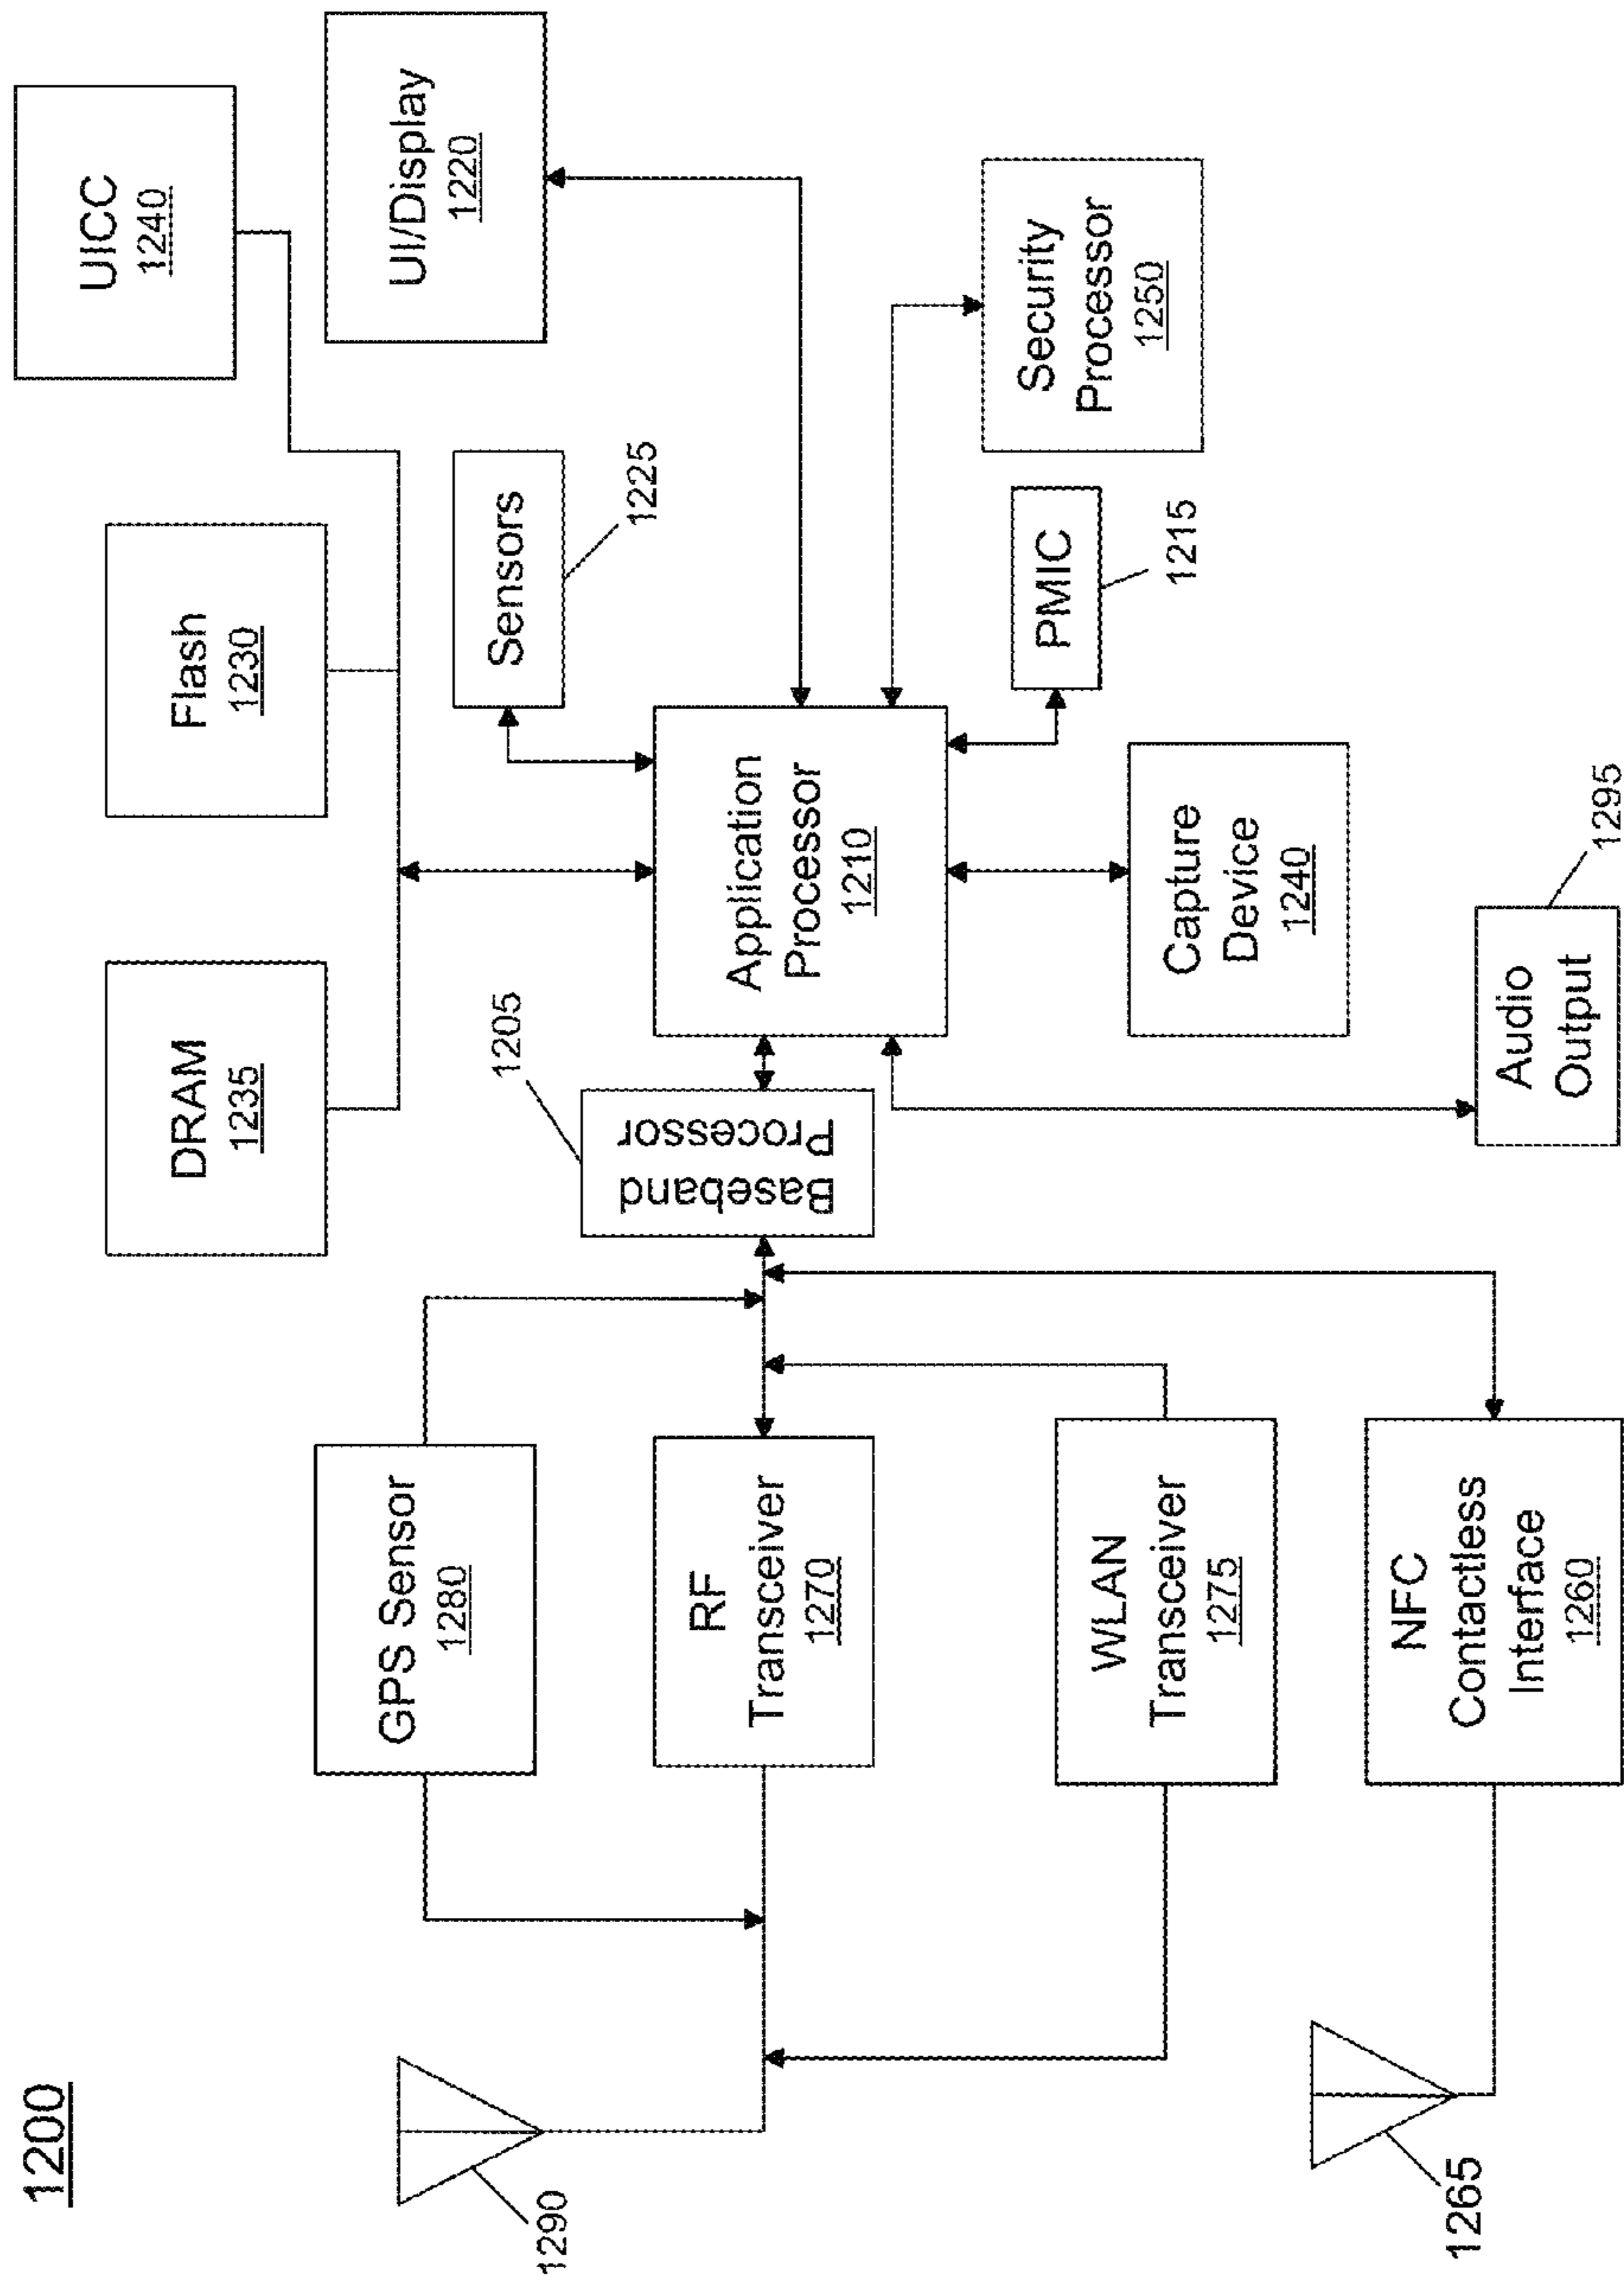 1200
UICC
1240
DRAM
1235
Flash
1230
UI/Display
1220
Sensors
1225
GPS Sensor
1280
1290
1205
Baseband
Processor
Application
Processor
1210
RF
Transceiver
1270
Security
Processor
1250
PMIC
1215
WLAN
Transceiver
1275
Capture
Device
1240
1265
NFC
Contactless
Interface
1260
Audio
Output
1295